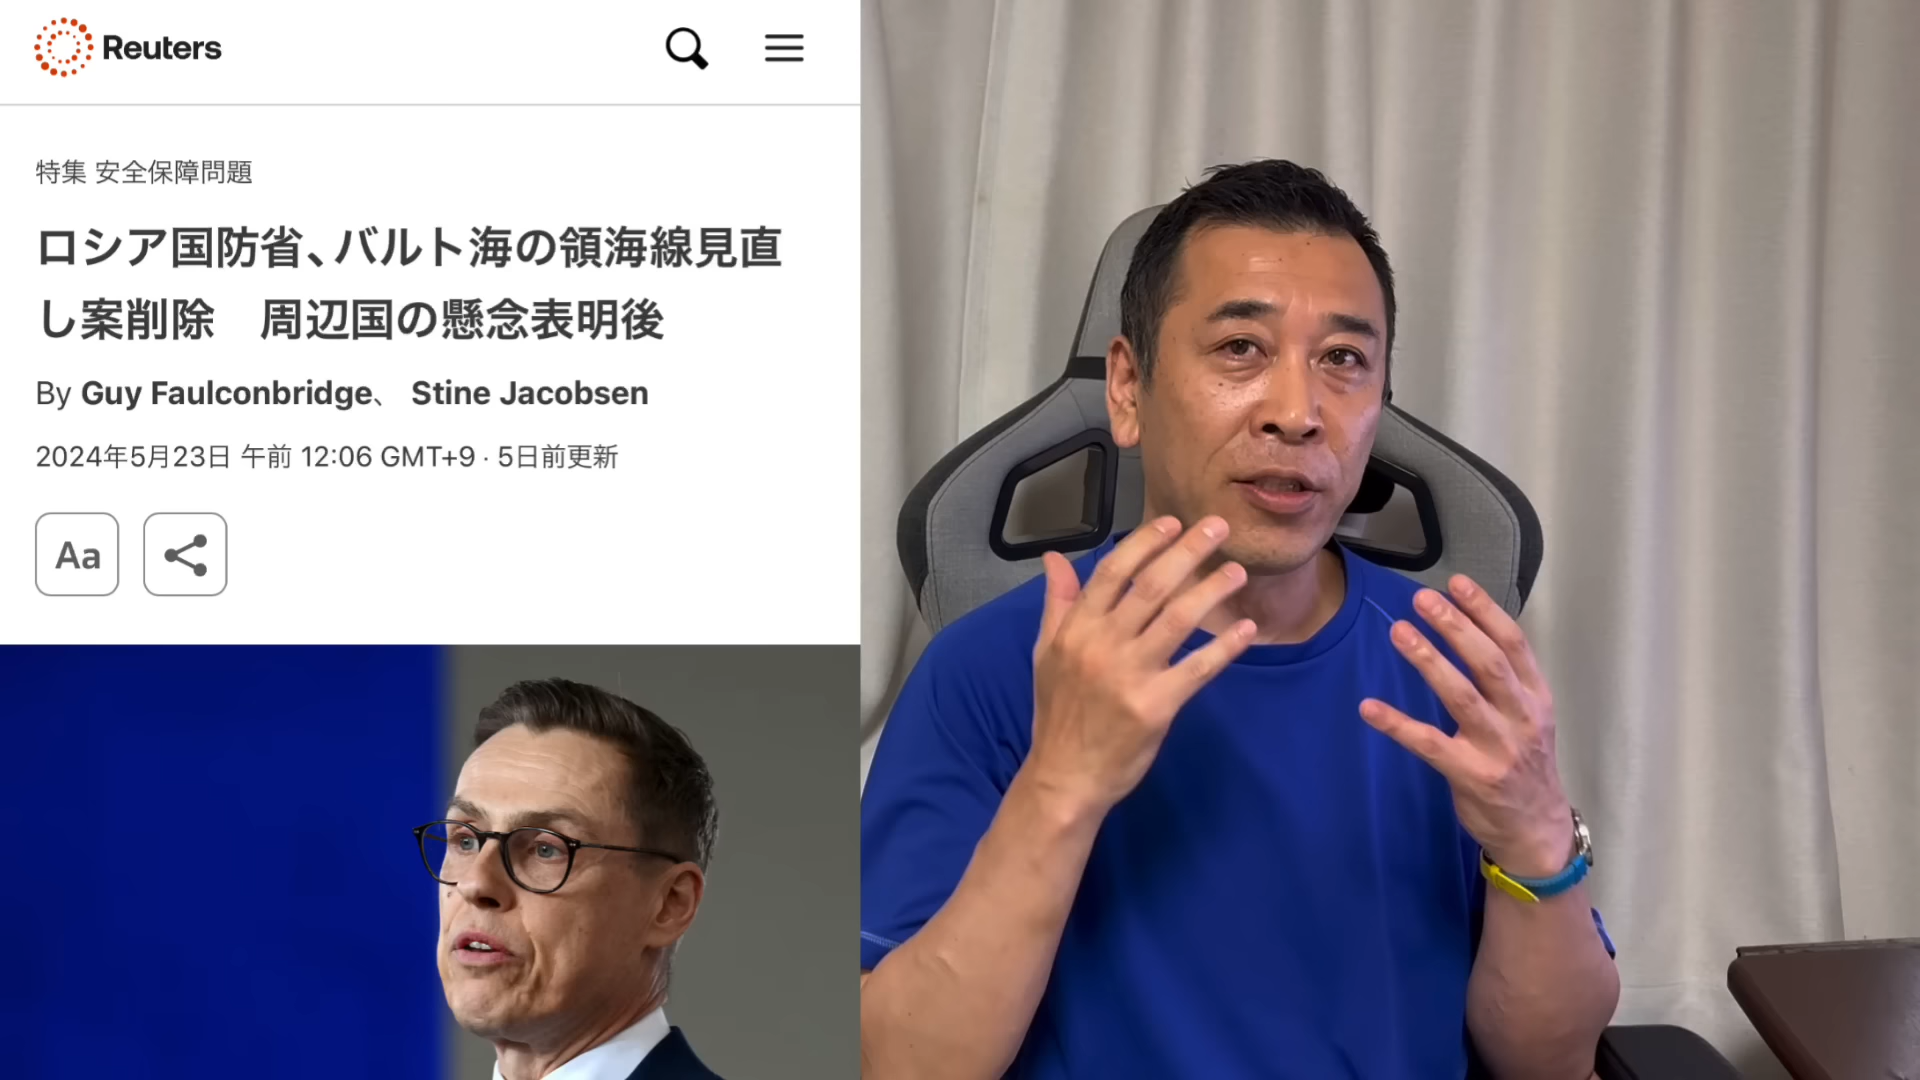 Reuters
特集 安全保障問題
ロシア国防省、バルト海の領海線見直
し案削除　周辺国の懸念表明後
By Guy Faulconbridge、 Stine Jacobsen
2024年5月23日 午前 12:06 GMT+9 · 5日前更新
Aa